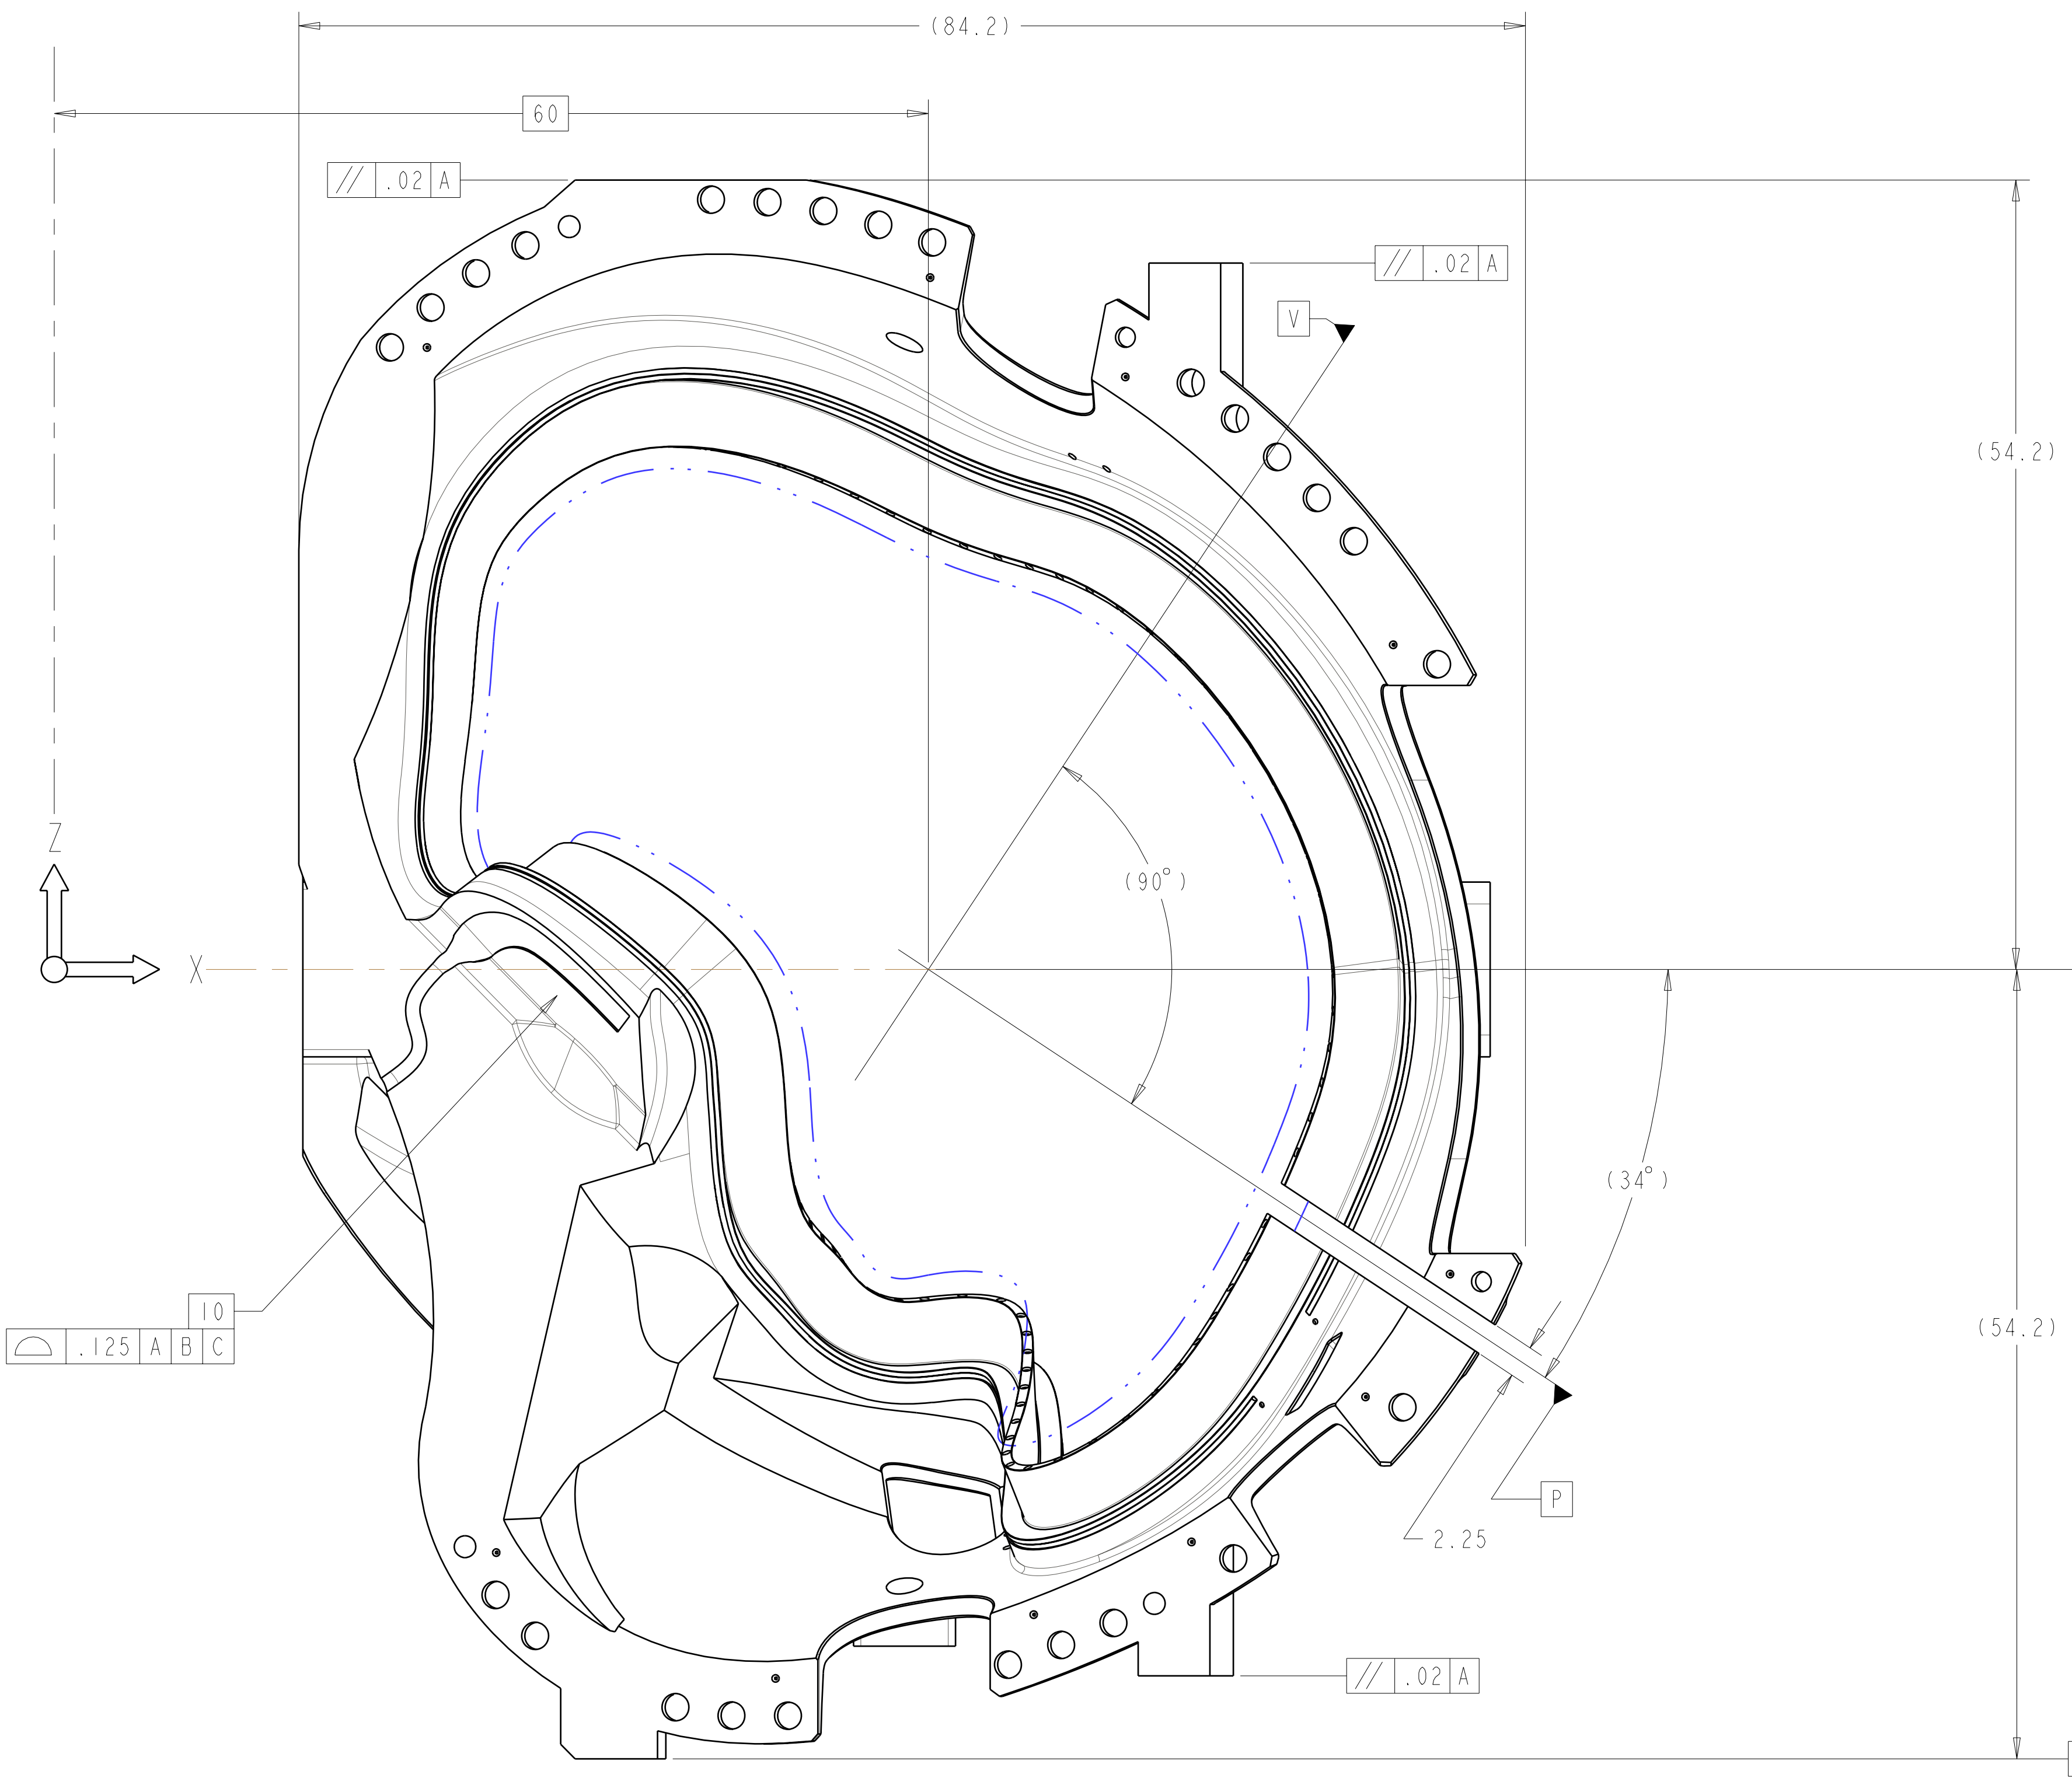 (84.2)
60
// .02 A
// .02 A
V
(54.2)
Z
(90°)
X
(34°)
10
⌓ .125 A B C
(54.2)
P
2.25
// .02 A